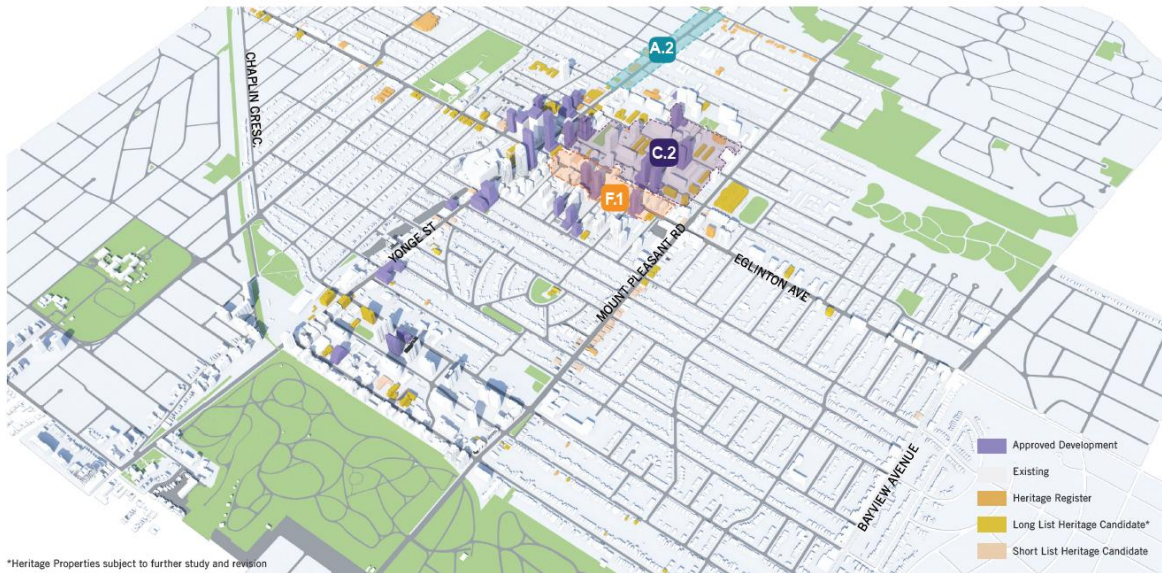 A.2
CHAPLIN CRESC.
C.2
F.1
YONGE ST
MOUNT PLEASANT RD
EGLINTON AVE
BAYVIEW AVENUE
Approved Development
Existing
Heritage Register
Long List Heritage Candidate*
Short List Heritage Candidate
*Heritage Properties subject to further study and revision